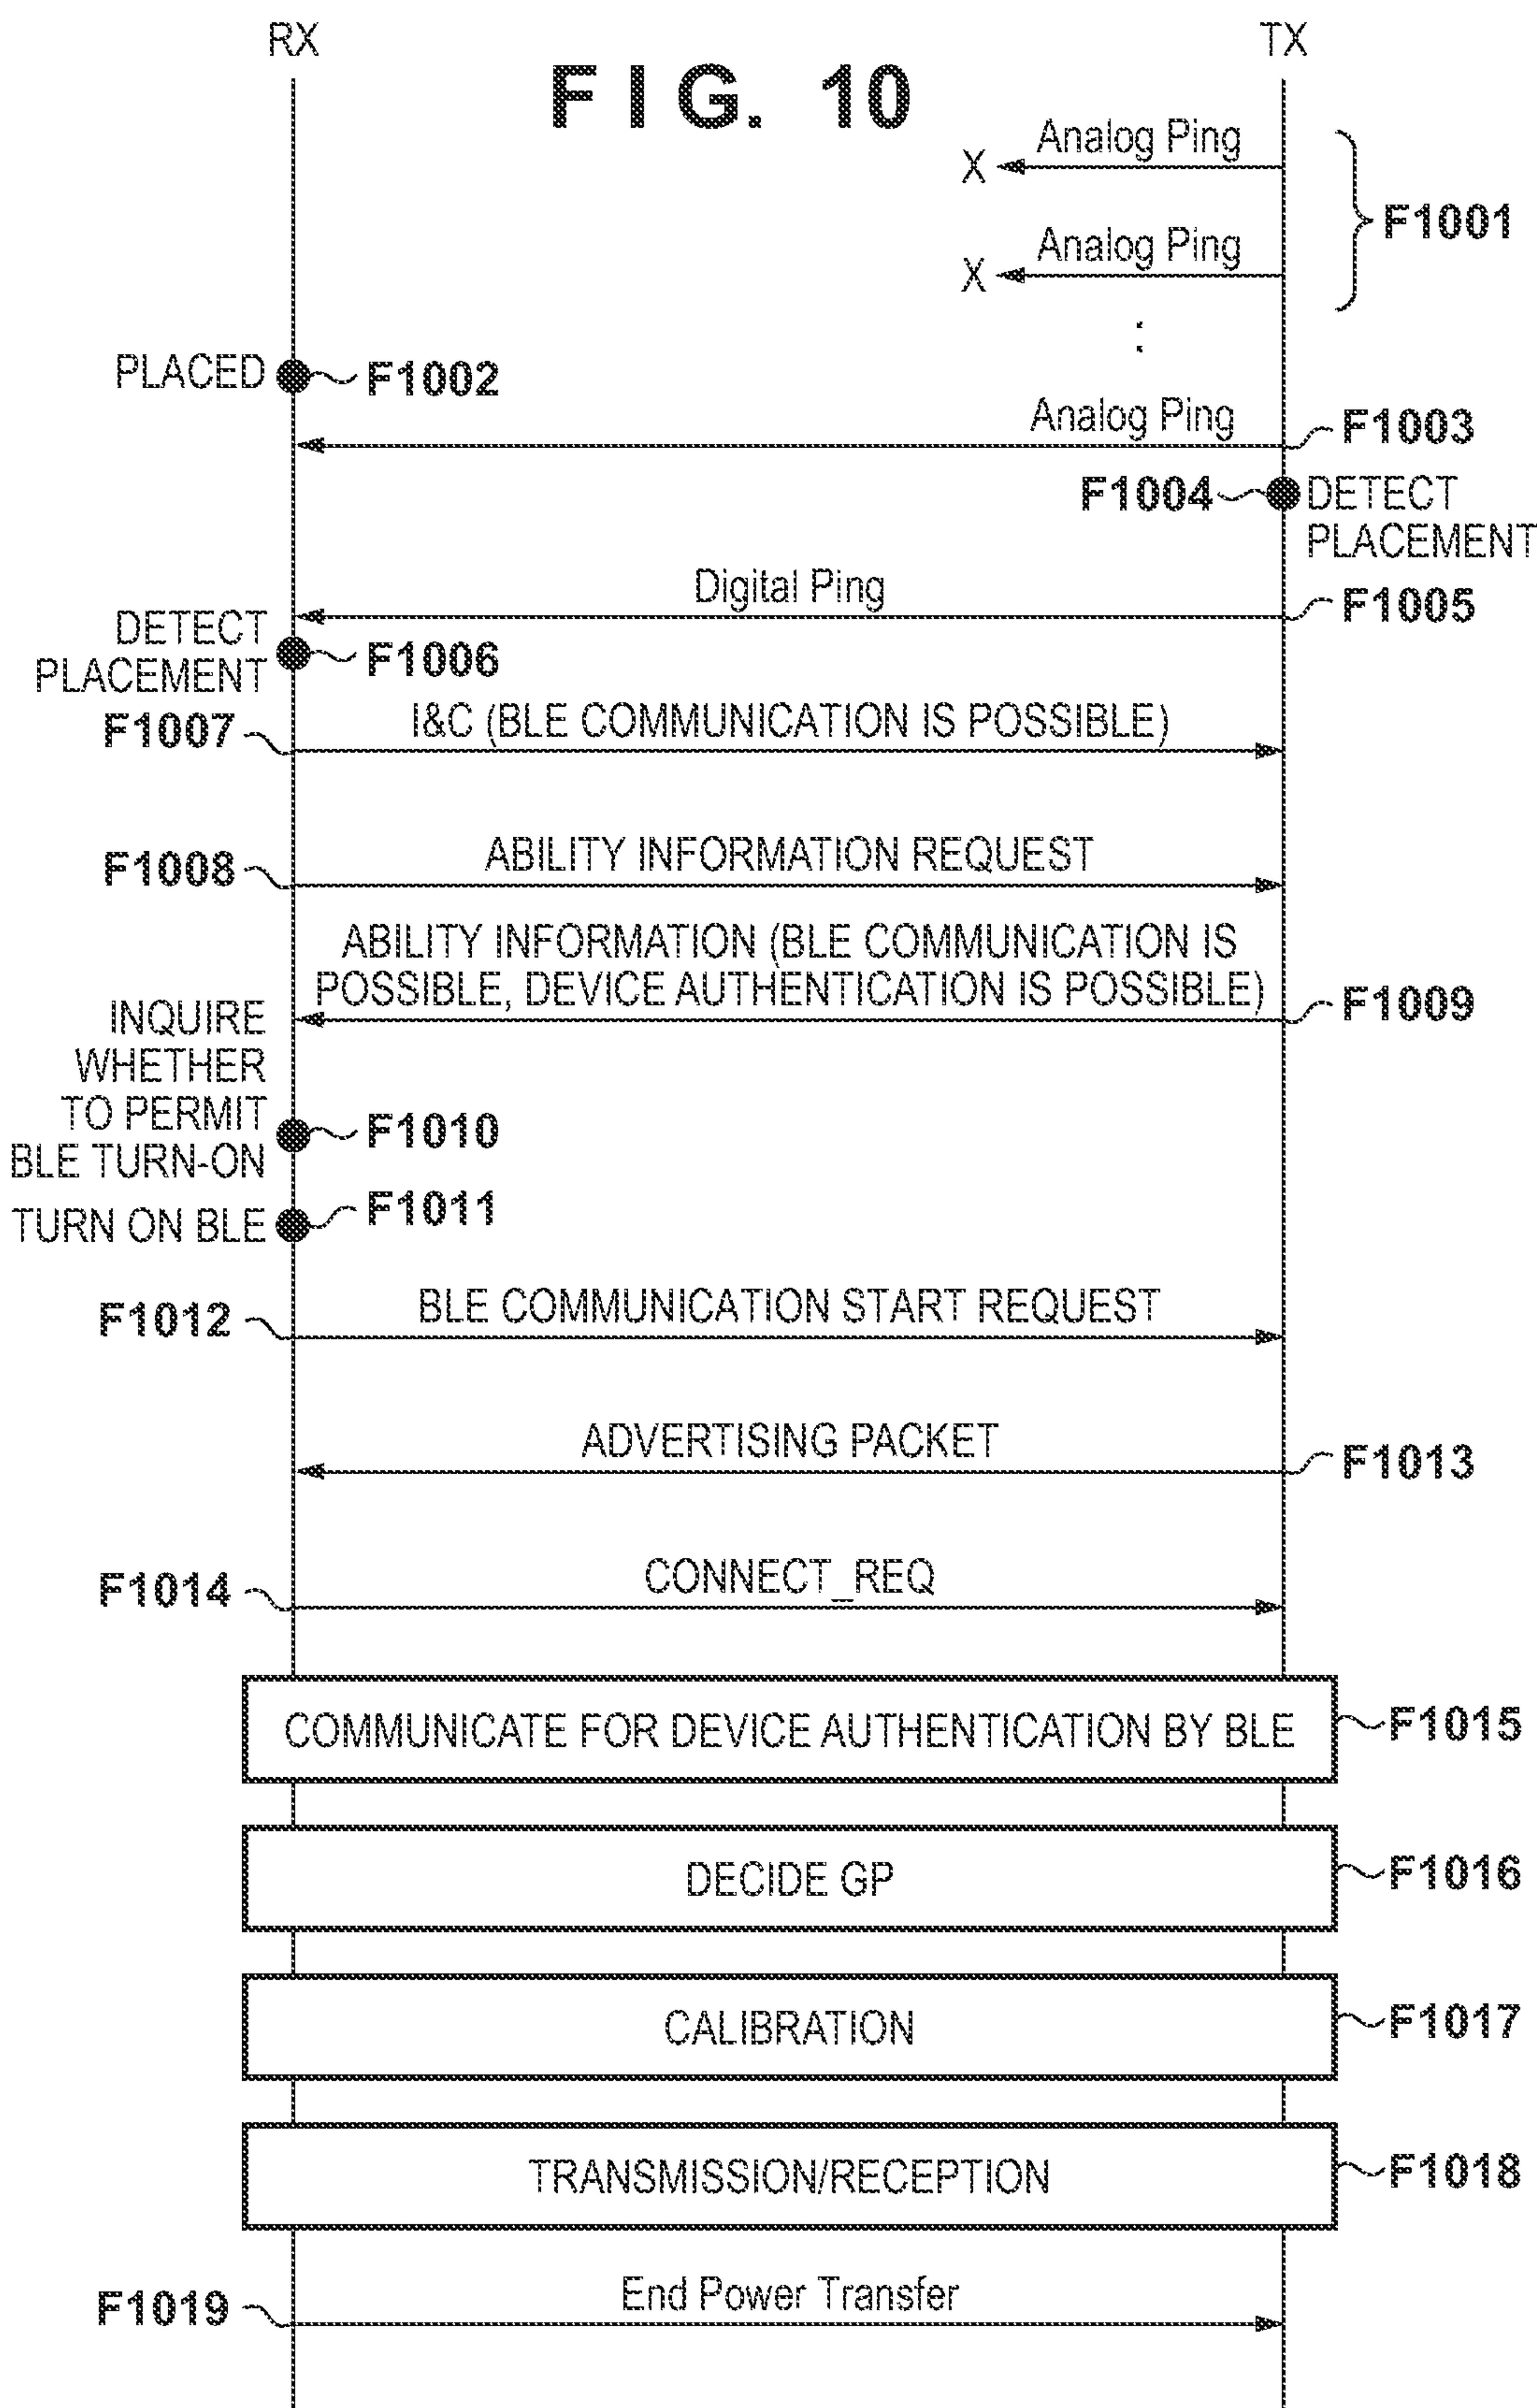 RX
TX
FIG. 10
Analog Ping
X
F1001
Analog Ping
X
PLACED
F1002
Analog Ping
F1003
F1004
DETECT
PLACEMENT
Digital Ping
F1005
DETECT
PLACEMENT
F1006
F1007
I&C (BLE COMMUNICATION IS POSSIBLE)
F1008
ABILITY INFORMATION REQUEST
ABILITY INFORMATION (BLE COMMUNICATION IS
POSSIBLE, DEVICE AUTHENTICATION IS POSSIBLE)
F1009
INQUIRE
WHETHER
TO PERMIT
BLE TURN-ON
F1010
TURN ON BLE
F1011
F1012
BLE COMMUNICATION START REQUEST
ADVERTISING PACKET
F1013
F1014
CONNECT_REQ
COMMUNICATE FOR DEVICE AUTHENTICATION BY BLE
F1015
DECIDE GP
F1016
CALIBRATION
F1017
TRANSMISSION/RECEPTION
F1018
F1019
End Power Transfer